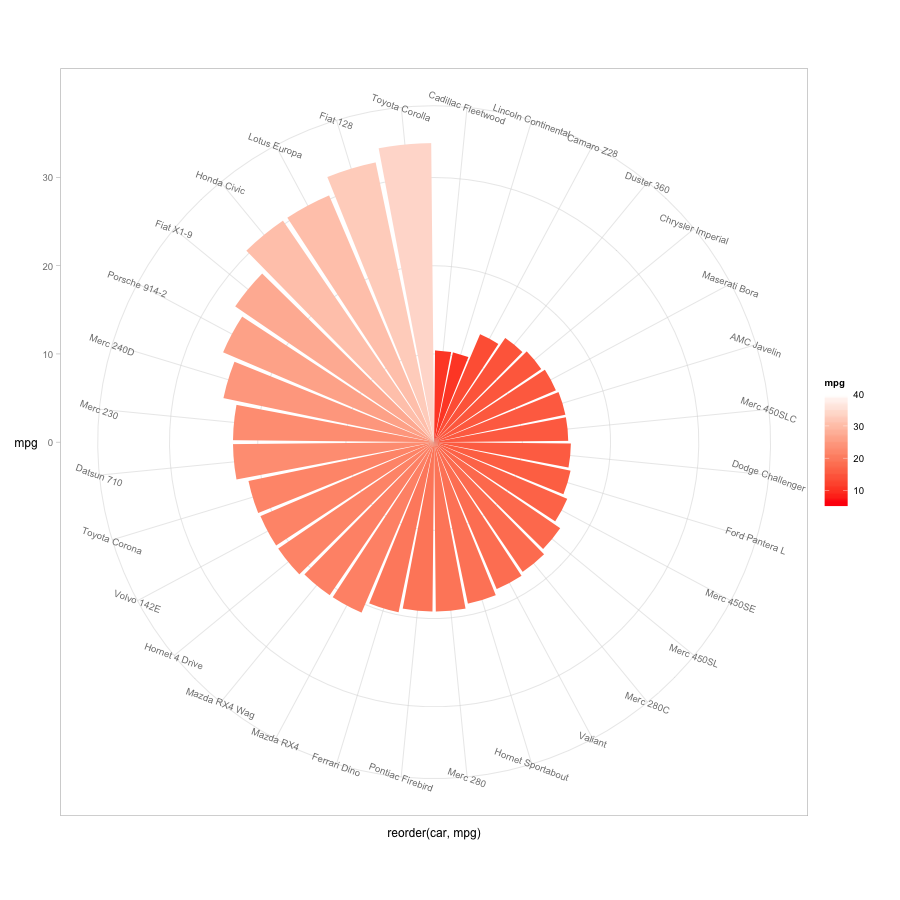 Cadillac Fleetwood
Lincoln Continental
Camaro Z28
Duster 360
Chrysler Imperial
Maserati Bora
AMC Javelin
Merc 450SLC
Dodge Challenger
Ford Pantera L
Merc 450SE
Merc 450SL
Merc 280C
Valiant
Hornet Sportabout
Merc 280
Pontiac Firebird
Ferrari Dino
Mazda RX4
Mazda RX4 Wag
Hornet 4 Drive
Volvo 142E
Toyota Corona
Datsun 710
Merc 230
Merc 240D
Porsche 914-2
Fiat X1-9
Honda Civic
Lotus Europa
Fiat 128
Toyota Corolla
30
20
10
0
mpg
reorder(car, mpg)
mpg
40
30
20
10